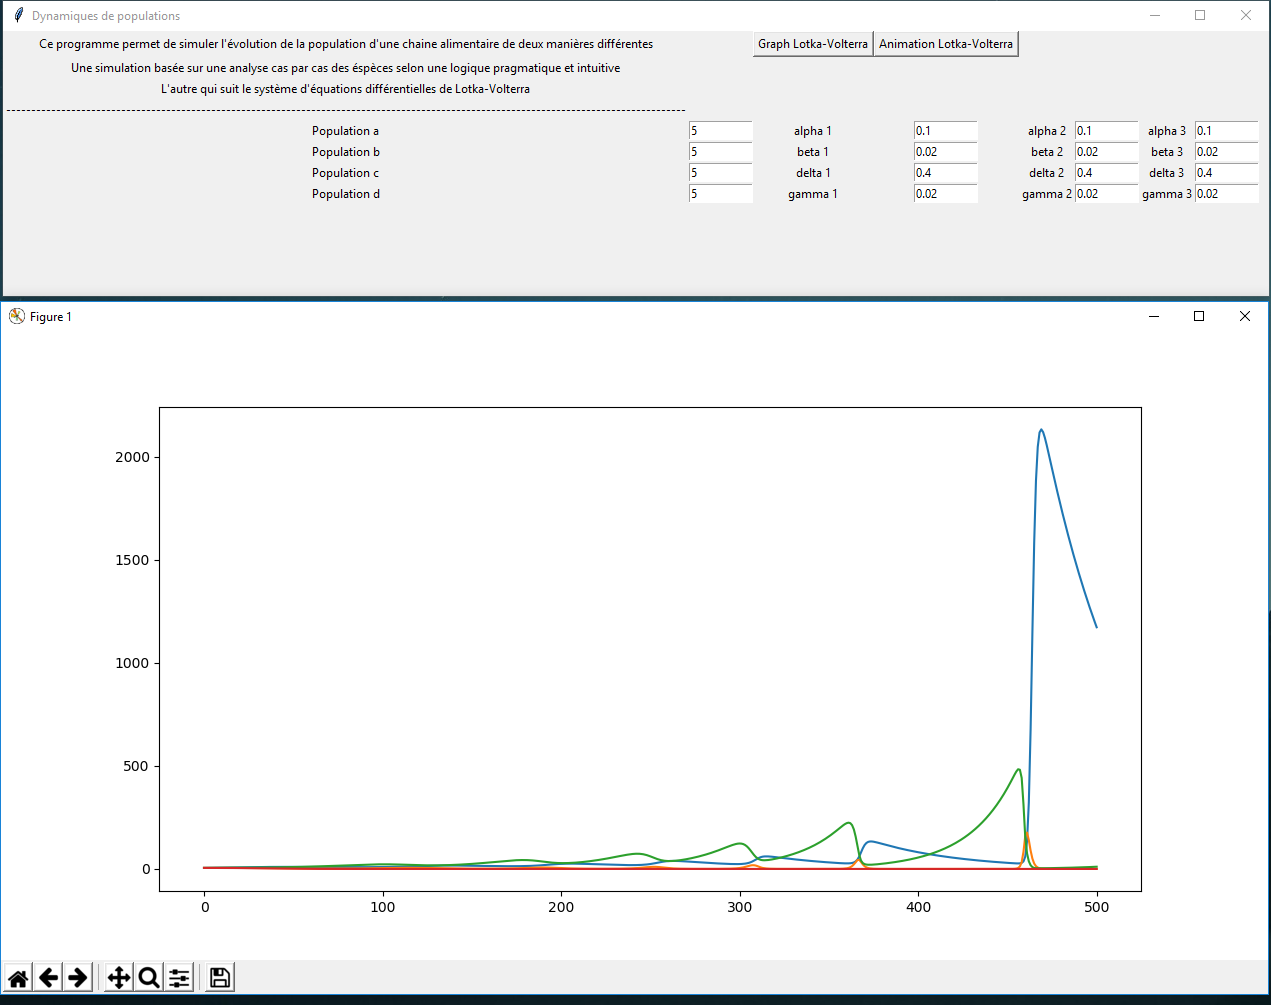 Dynamiques de populations
Ce programme permet de simuler l'évolution de la population d'une chaine alimentaire de deux manières différentes
Graph Lotka-Volterra Animation Lotka-Volterra
Une simulation basée sur une analyse cas par cas des éspèces selon une logique pragmatique et intuitive
L'autre qui suit le système d'équations différentielles de Lotka-Volterra
Population a 5 alpha 1 0.1 alpha 2 0.1 alpha 3 0.1
Population b 5 beta 1 0.02 beta 2 0.02 beta 3 0.02
Population c 5 delta 1 0.4 delta 2 0.4 delta 3 0.4
Population d 5 gamma 1 0.02 gamma 2 0.02 gamma 3 0.02
Figure 1
2000
1500
1000
500
0
0 100 200 300 400 500